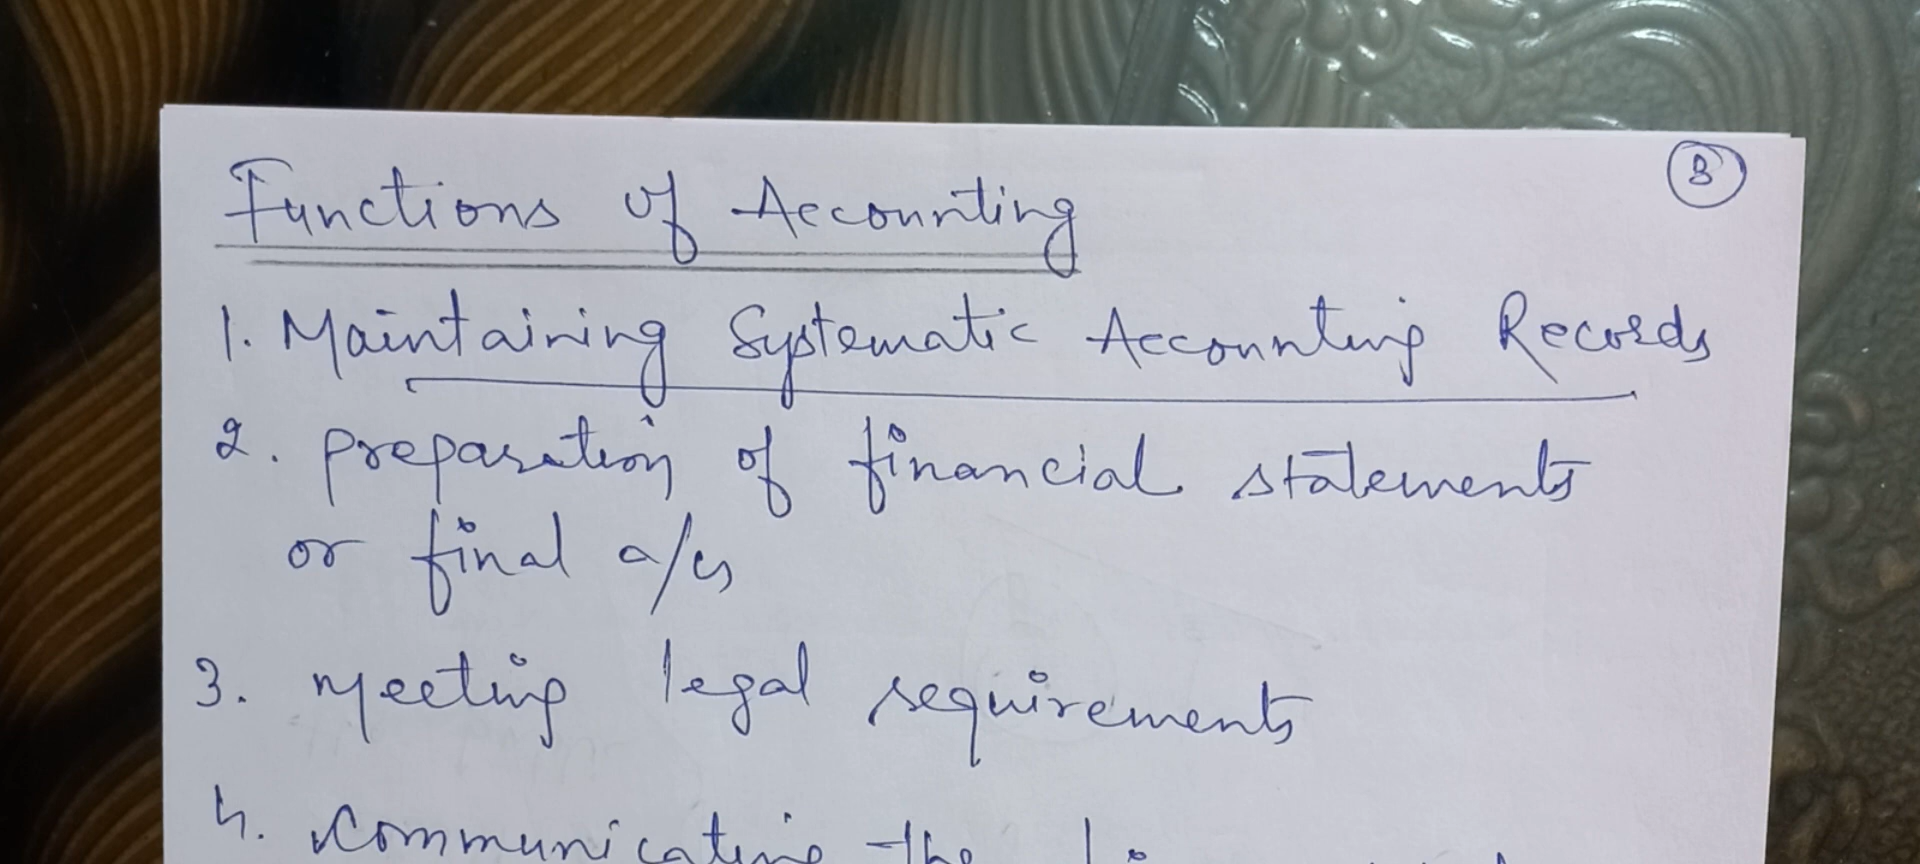 8
Functions of Accounting
1. Maintaining Systematic Accounting Records
2. preparation of financial statements
or final a/cs
3. Meeting legal requirements
4. Communicating the